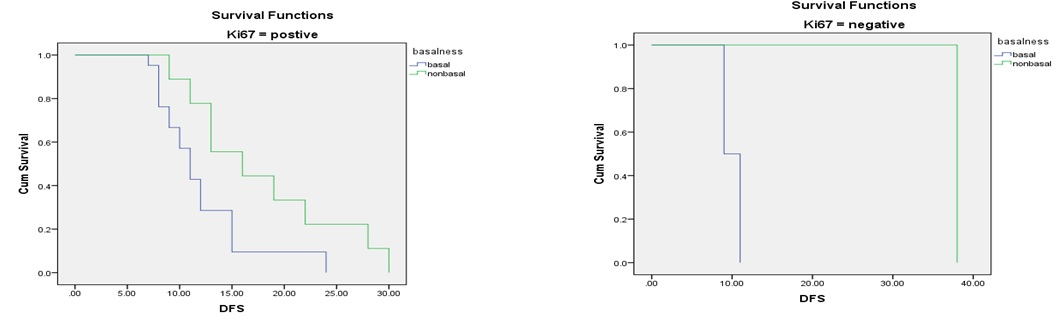 Survival Functions
Ki67 = postive
basalness
basal
nonbasal
Cum Survival
1.0
0.8
0.6
0.4
0.2
0.0
.00 5.00 10.00 15.00 20.00 25.00 30.00
DFS
Survival Functions
Ki67 = negative
basalness
basal
nonbasal
Cum Survival
1.0
0.8
0.6
0.4
0.2
0.0
.00 10.00 20.00 30.00 40.00
DFS